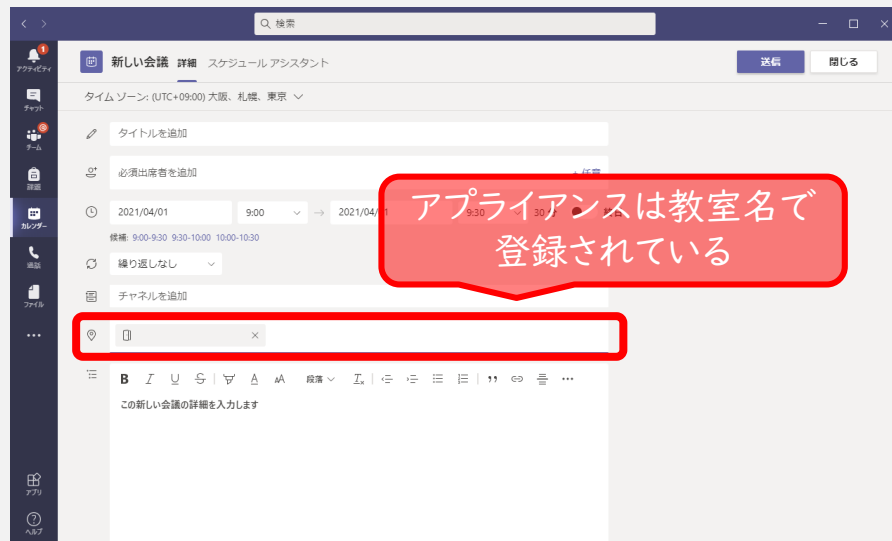 検索
アクティビティ
チャット
チーム
課題
カレンダー
通話
ファイル
アプリ
ヘルプ
新しい会議 詳細 スケジュール アシスタント
送信 閉じる
タイム ゾーン: (UTC+09:00) 大阪、札幌、東京
タイトルを追加
必須出席者を追加
アプライアンスは教室名で
登録されている
2021/04/01 9:00 → 2021/04/ 9:30 30 分
候補: 9:00-9:30 9:30-10:00 10:00-10:30
繰り返しなし
チャネルを追加
B I U S A AA 段落
この新しい会議の詳細を入力します